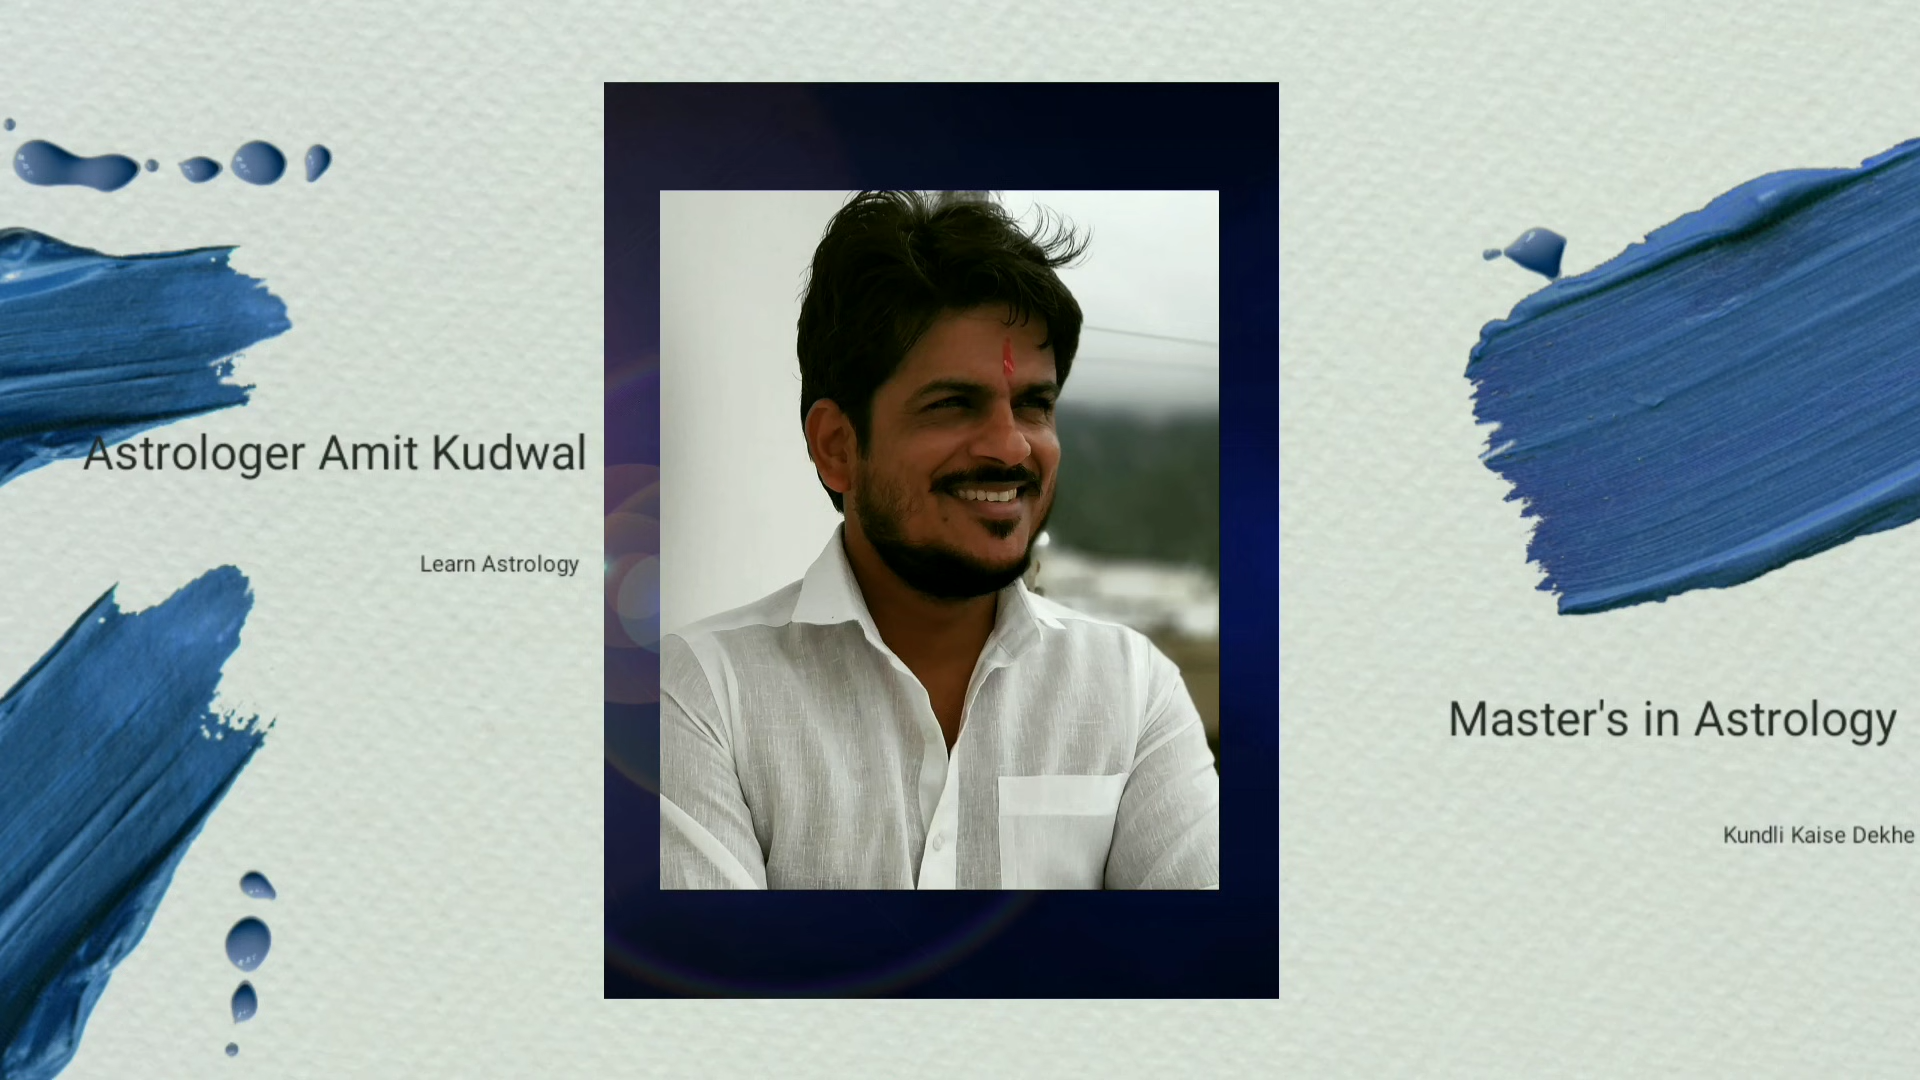 Astrologer Amit Kudwal
Learn Astrology
Master's in Astrology
Kundli Kaise Dekhe